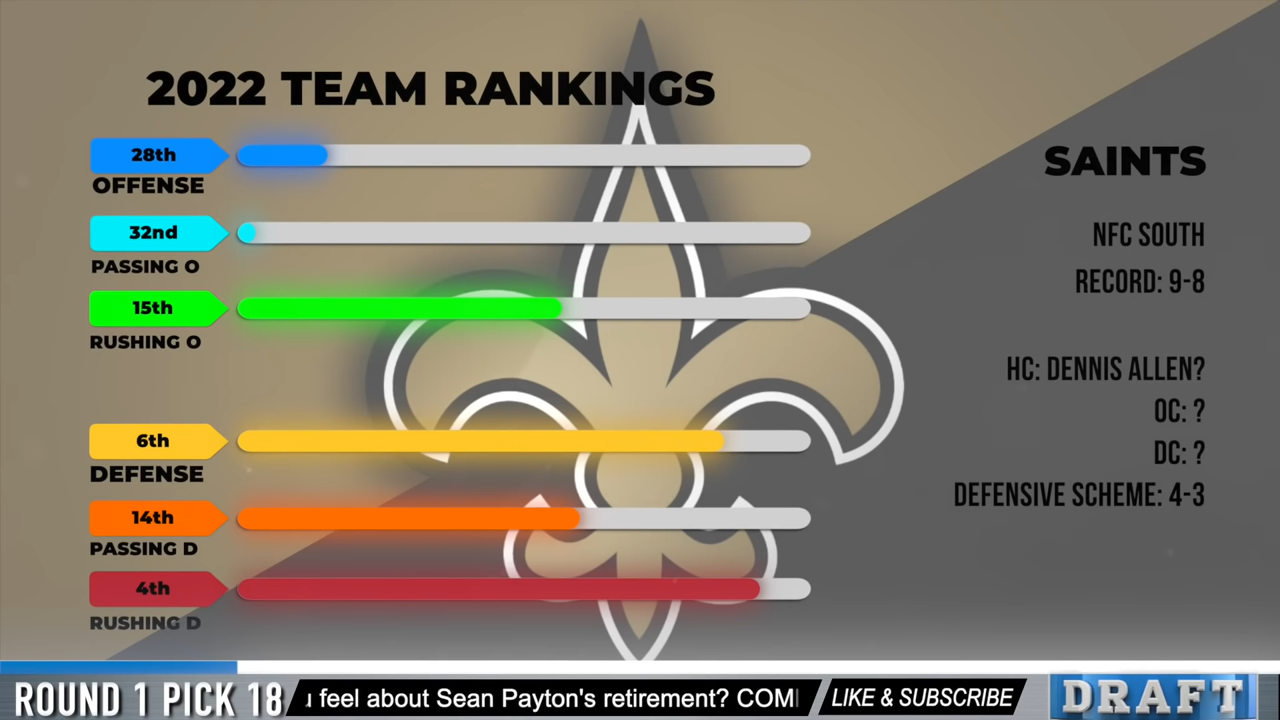 2022 TEAM RANKINGS
28th
OFFENSE
32nd
PASSING O
15th
RUSHING O
6th
DEFENSE
14th
PASSING D
4th
RUSHING D
SAINTS
NFC SOUTH
RECORD: 9-8
HC: DENNIS ALLEN?
OC: ?
DC: ?
DEFENSIVE SCHEME: 4-3
ROUND 1 PICK 18
feel about Sean Payton's retirement? COM
LIKE & SUBSCRIBE
DRAFT